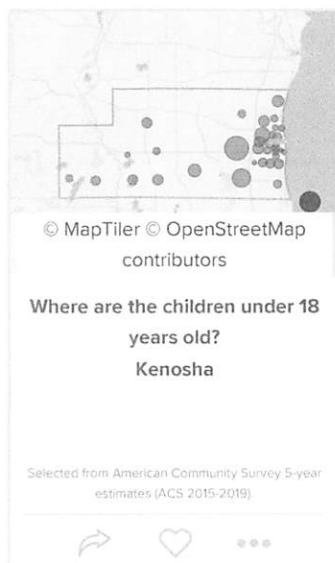 © MapTiler © OpenStreetMap
contributors
Where are the children under 18
years old?
Kenosha
Selected from American Community Survey 5-year
estimates (ACS 2015-2019)